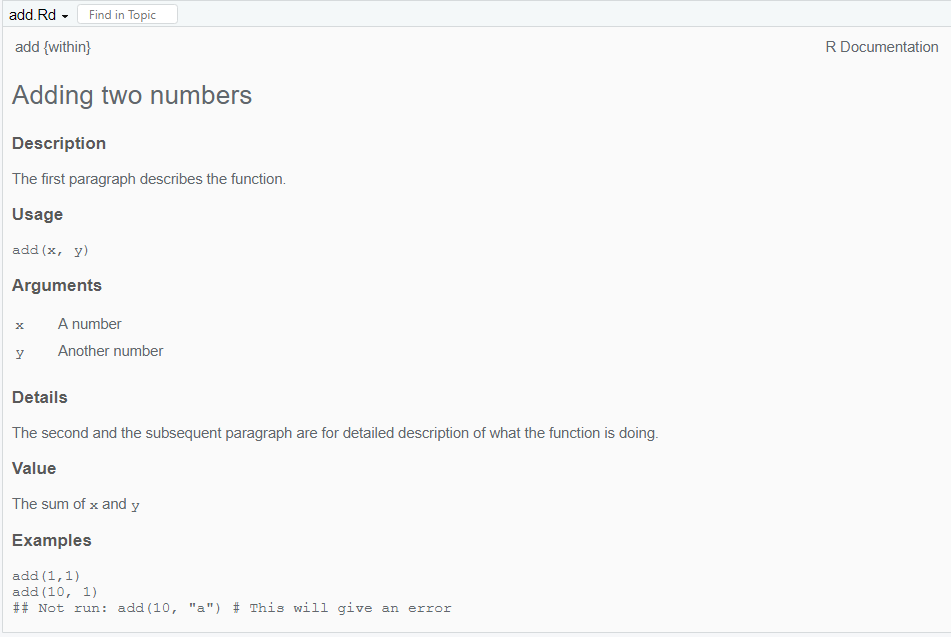 add.Rd
Find in Topic
add {within}
R Documentation
Adding two numbers
Description
The first paragraph describes the function.
Usage
add(x, y)
Arguments
x A number
y Another number
Details
The second and the subsequent paragraph are for detailed description of what the function is doing.
Value
The sum of x and y
Examples
add(1,1)
add(10, 1)
## Not run: add(10, "a") # This will give an error